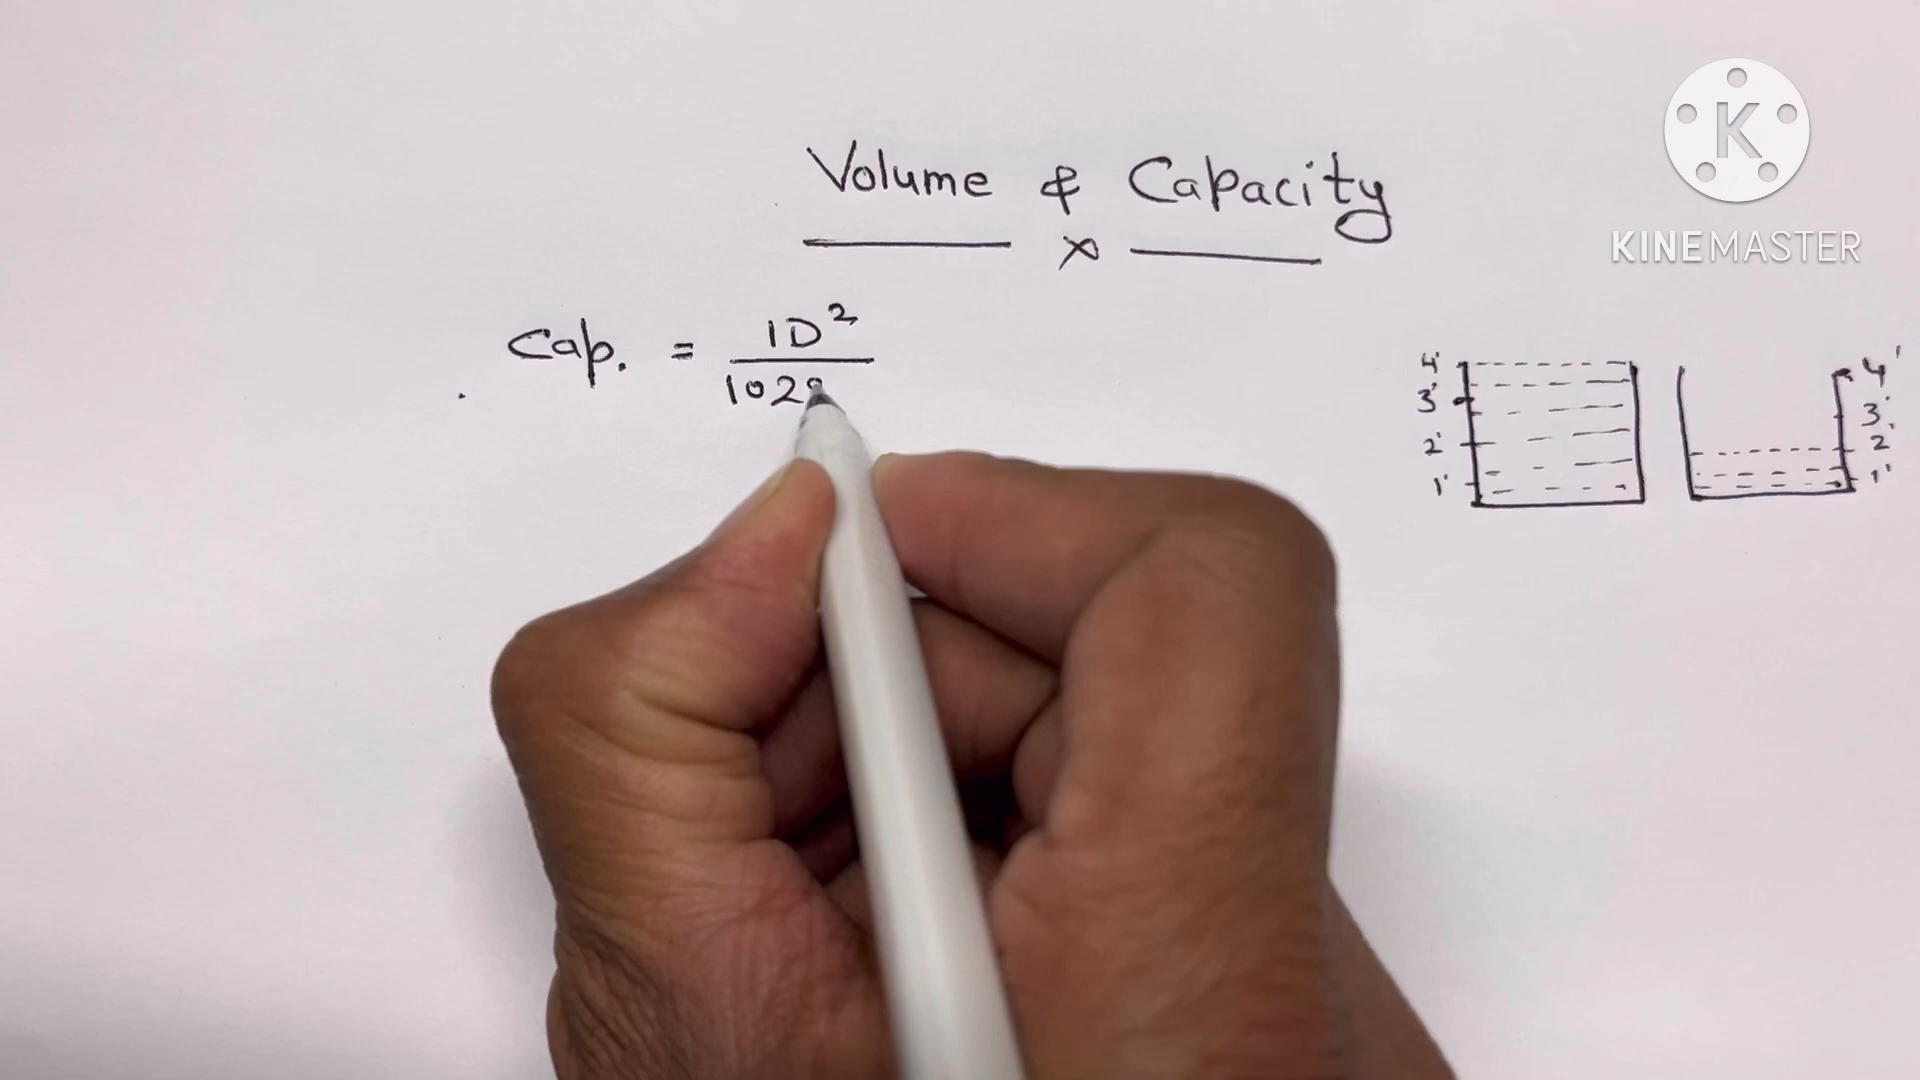 Volume & Capacity
x
Cap. = ID²
102
4' 3' 2' 1'
4' 3' 2' 1'
K
KINEMASTER